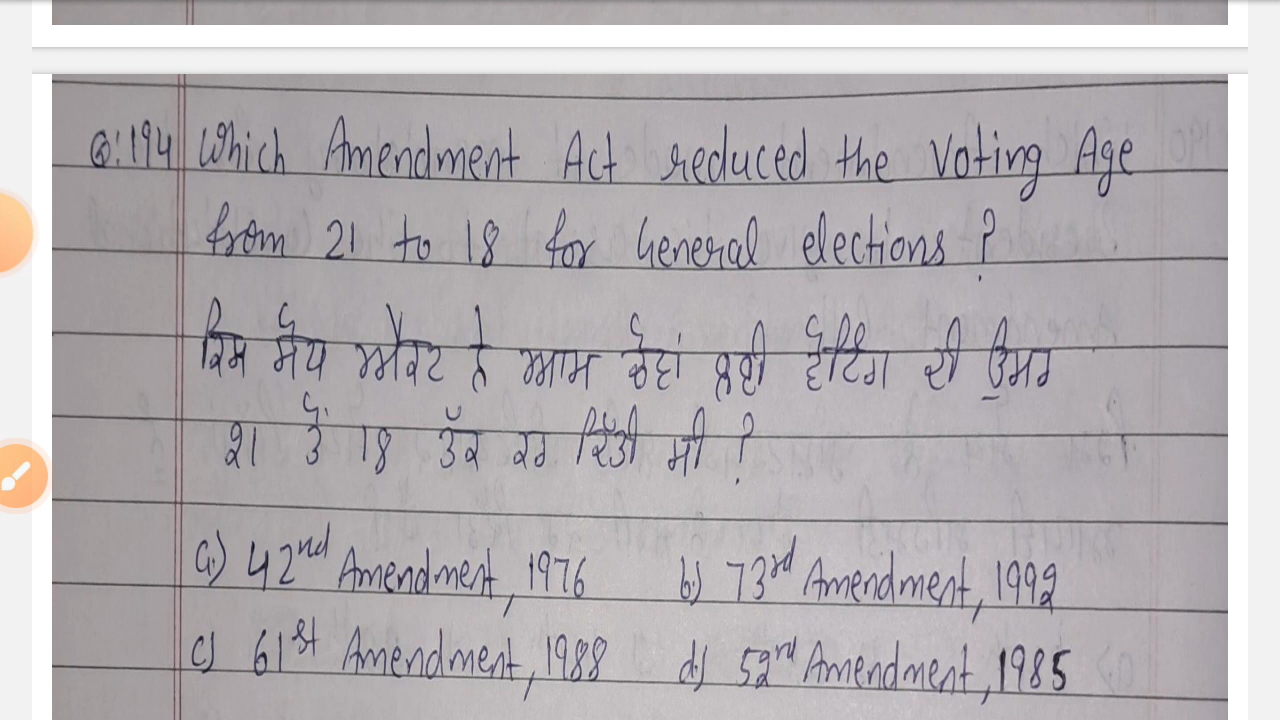 Q:194 Which Amendment Act reduced the Voting Age
from 21 to 18 for General elections ?
ਕਿਸ ਸੋਧ ਐਕਟ ਨੇ ਆਮ ਚੋਣਾਂ ਲਈ ਵੋਟਿੰਗ ਦੀ ਉਮਰ
21 ਤੋਂ 18 ਤੱਕ ਕਰ ਦਿੱਤੀ ਸੀ ?
a.) 42nd Amendment, 1976 b.) 73rd Amendment, 1992
c) 61st Amendment, 1988 d.) 52nd Amendment, 1985